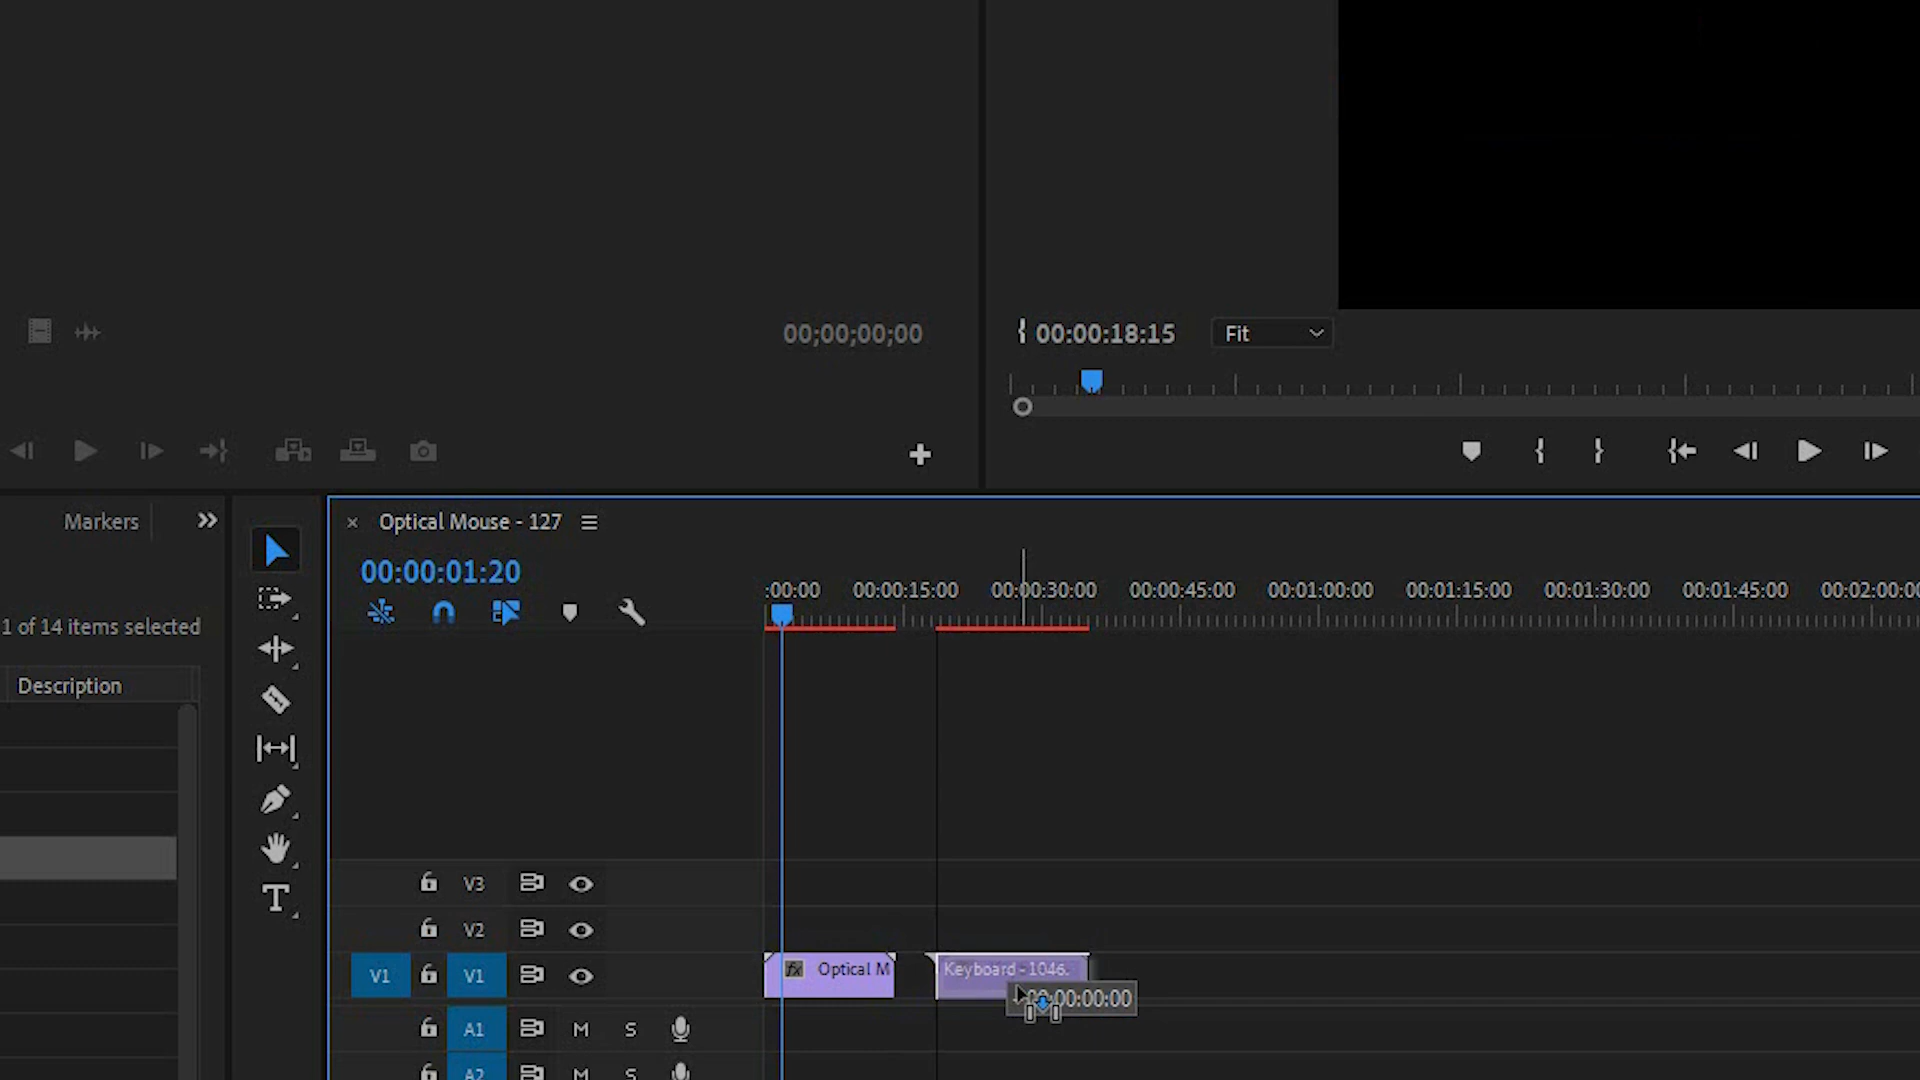 00;00;00;00
00:00:18:15
Fit
Markers
Optical Mouse - 127
00:00:01:20
:00:00
00:00:15:00
00:00:30:00
00:00:45:00
00:01:00:00
00:01:15:00
00:01:30:00
00:01:45:00
00:02:00:00
1 of 14 items selected
Description
V3
V2
V1
V1
fx
Optical M
Keyboard - 1046.
00:00:00:00
A1
M
S
A2
M
S